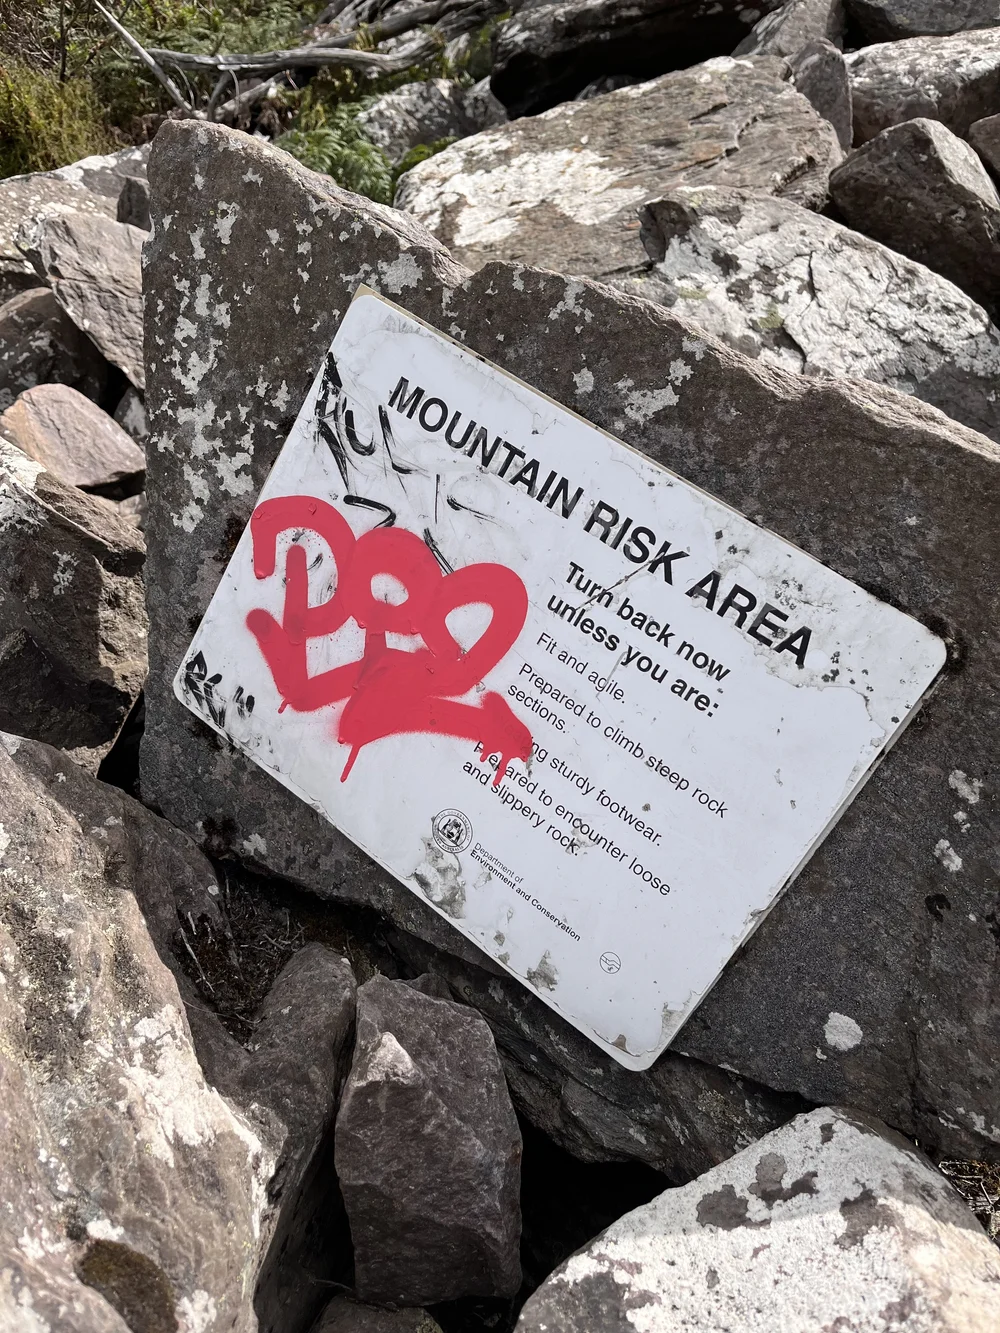 MOUNTAIN RISK AREA
Turn back now
unless you are:
Fit and agile.
Prepared to climb steep rock
sections.
sturdy footwear.
Prepared to encounter loose
and slippery rock.
Department of
Environment and Conservation